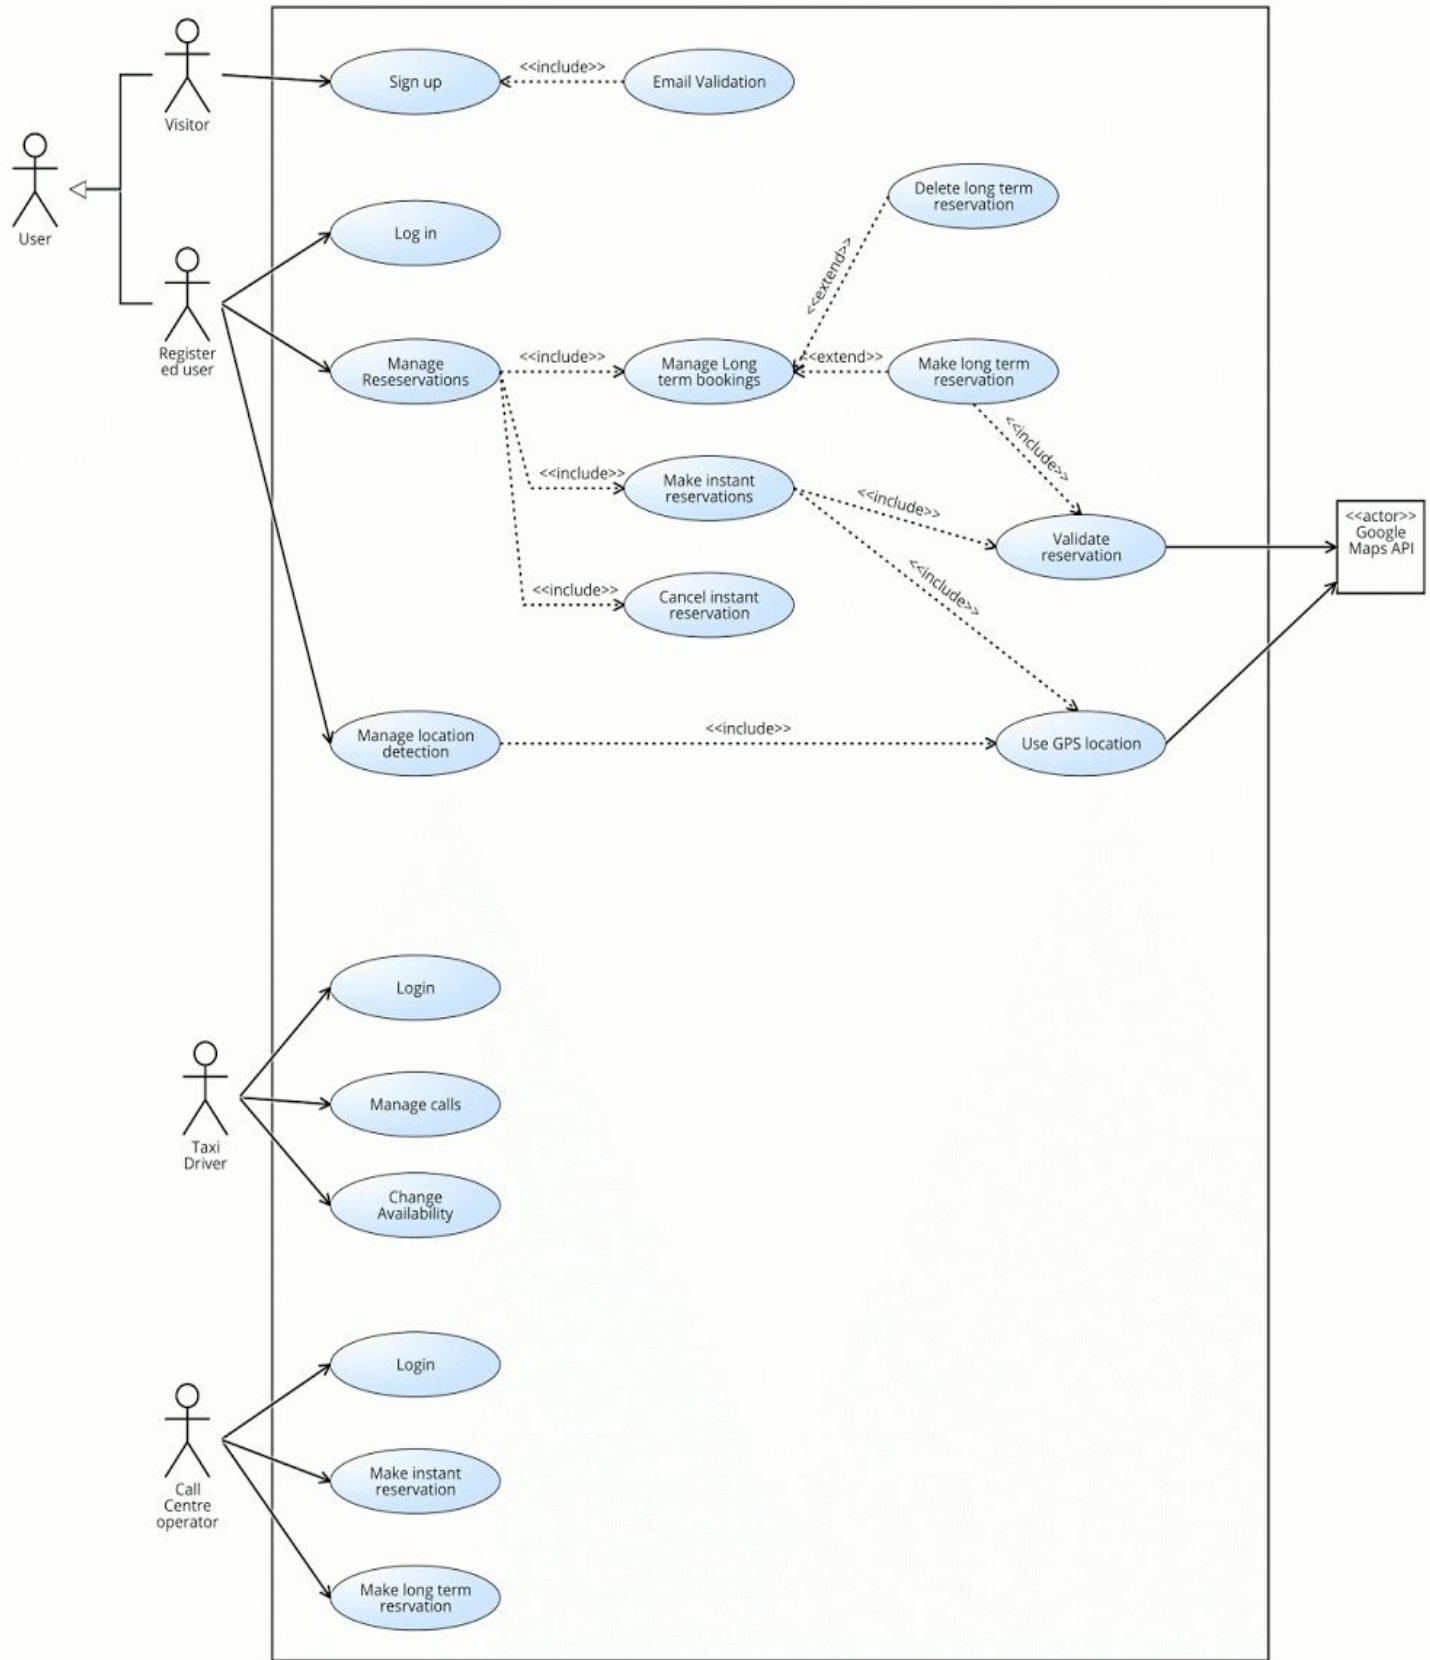 Sign up
<<include>>
Email Validation
Visitor
User
Delete long term
reservation
Log in
<<extend>>
Register
ed user
Manage
Reseservations
<<include>>
Manage Long
term bookings
<<extend>>
Make long term
reservation
<<include>>
<<include>>
Make instant
reservations
<<include>>
Validate
reservation
<<actor>>
Google
Maps API
<<include>>
Cancel instant
reservation
<<include>>
Manage location
detection
<<include>>
Use GPS location
Login
Taxi
Driver
Manage calls
Change
Availability
Login
Call
Centre
operator
Make instant
reservation
Make long term
resrvation